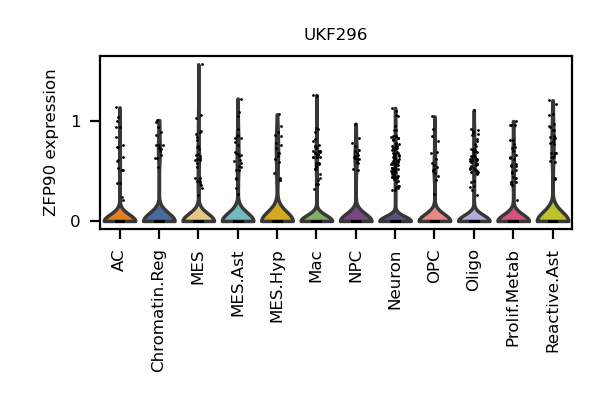 UKF296
ZFP90 expression
1
0
AC
Chromatin.Reg
MES
MES.Ast
MES.Hyp
Mac
NPC
Neuron
OPC
Oligo
Prolif.Metab
Reactive.Ast